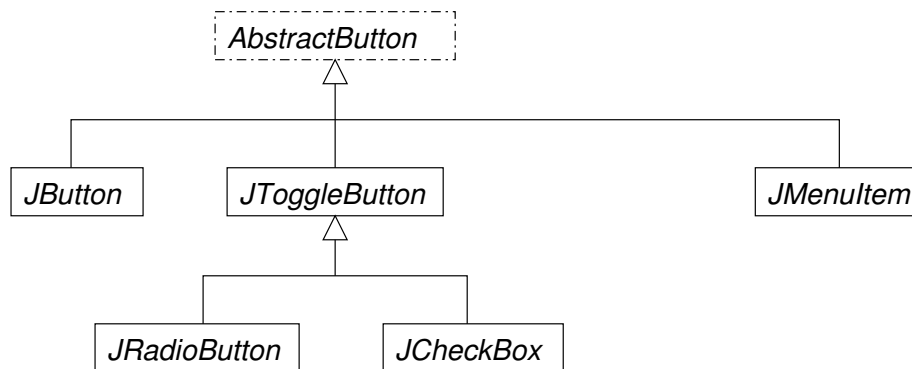 AbstractButton
JButton
JToggleButton
JMenuItem
JRadioButton
JCheckBox